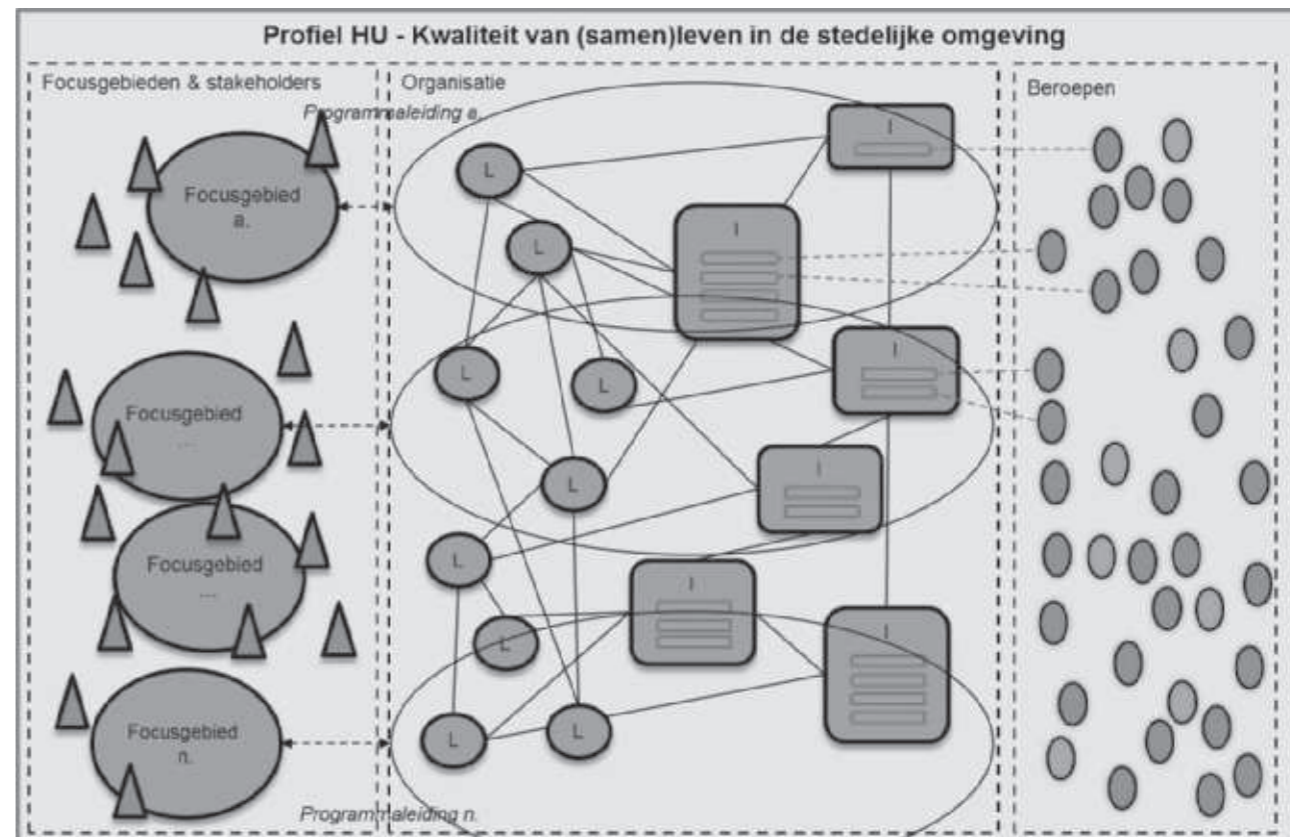 Profiel HU - Kwaliteit van (samen)leven in de stedelijke omgeving
Focusgebieden & stakeholders
Organisatie
Beroepen
Programmaleiding a.
Focusgebied
a.
Focusgebied
...
Focusgebied
...
Focusgebied
n.
Programmaleiding n.
L
L
L
L
L
L
L
L
L
I
I
I
I
I
I